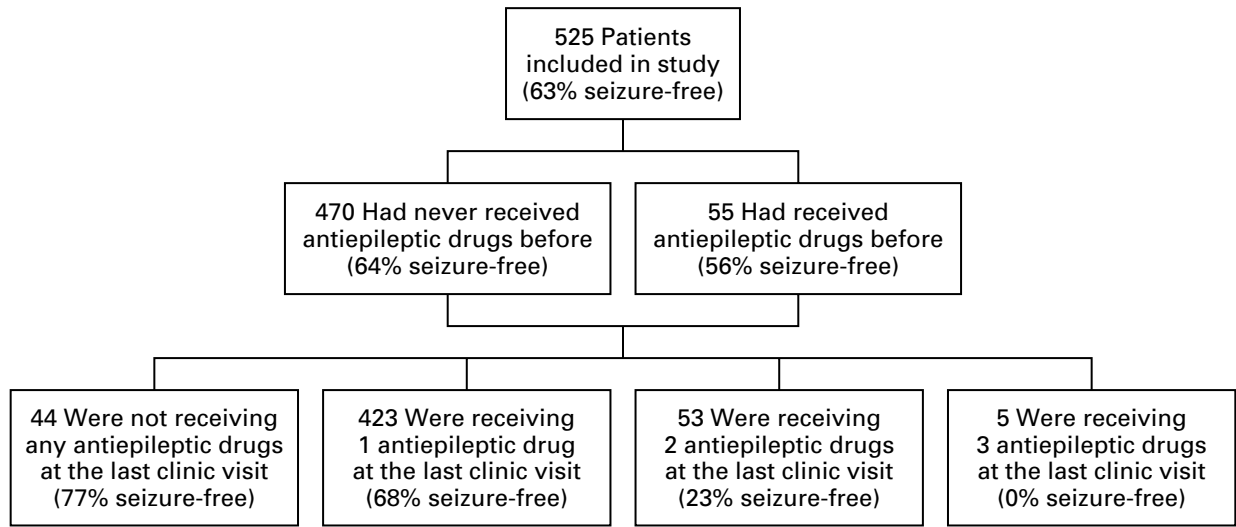 525 Patients
included in study
(63% seizure-free)
470 Had never received
antiepileptic drugs before
(64% seizure-free)
55 Had received
antiepileptic drugs before
(56% seizure-free)
44 Were not receiving
any antiepileptic drugs
at the last clinic visit
(77% seizure-free)
423 Were receiving
1 antiepileptic drug
at the last clinic visit
(68% seizure-free)
53 Were receiving
2 antiepileptic drugs
at the last clinic visit
(23% seizure-free)
5 Were receiving
3 antiepileptic drugs
at the last clinic visit
(0% seizure-free)